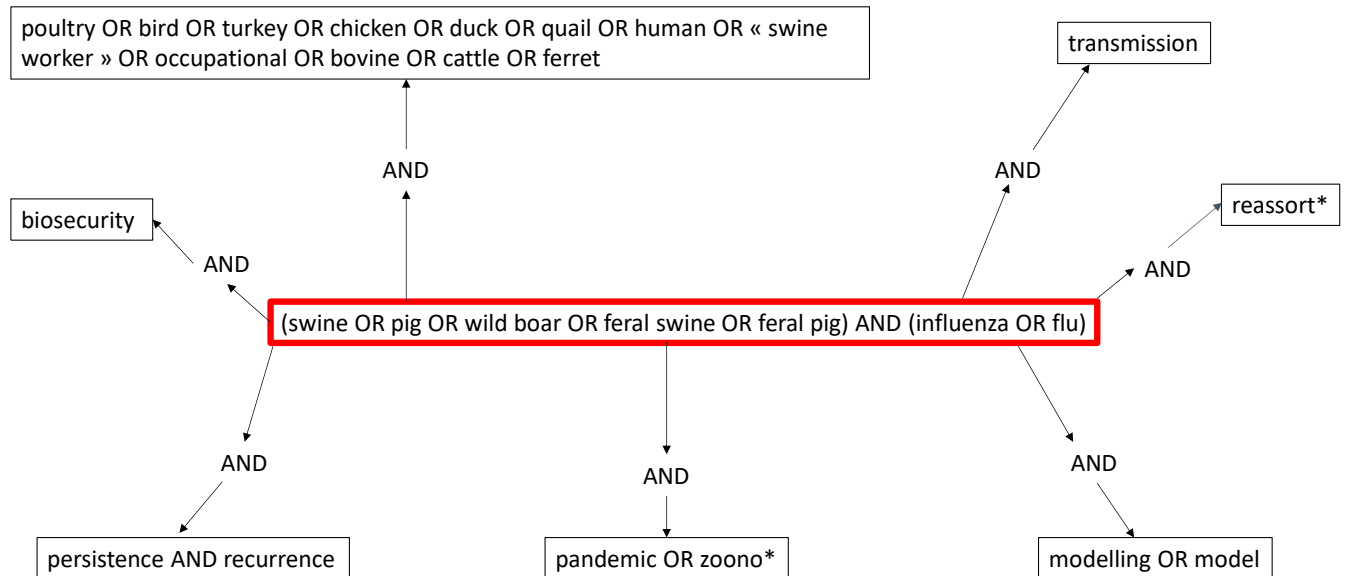 poultry OR bird OR turkey OR chicken OR duck OR quail OR human OR « swine
worker » OR occupational OR bovine OR cattle OR ferret
transmission
AND
AND
reassort*
biosecurity
AND
AND
(swine OR pig OR wild boar OR feral swine OR feral pig) AND (influenza OR flu)
AND
AND
AND
persistence AND recurrence
pandemic OR zoono*
modelling OR model